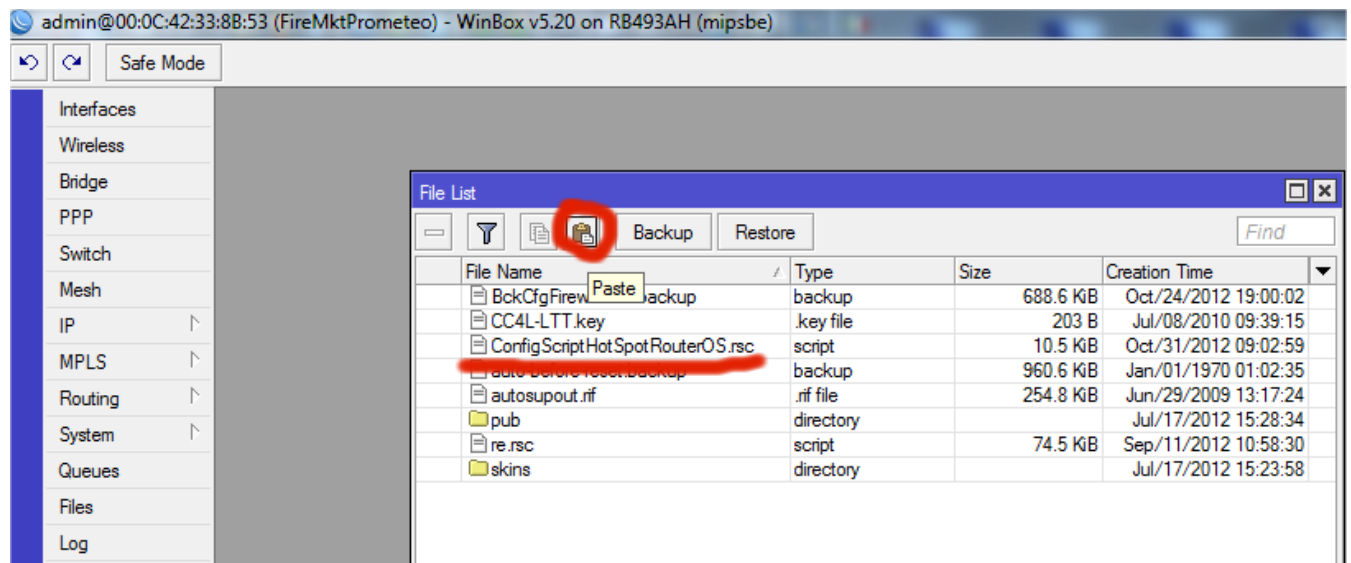 admin@00:0C:42:33:8B:53 (FireMktPrometeo) - WinBox v5.20 on RB493AH (mipsbe)
Safe Mode
Interfaces
Wireless
Bridge
PPP
Switch
Mesh
IP
MPLS
Routing
System
Queues
Files
Log
File List
Backup Restore Find
File Name Type Size Creation Time
Paste
BckCfgFirew backup backup 688.6 KiB Oct/24/2012 19:00:02
CC4L-LTT.key .key file 203 B Jul/08/2010 09:39:15
ConfigScriptHotSpotRouterOS.rsc script 10.5 KiB Oct/31/2012 09:02:59
auto-before-reset.backup backup 960.6 KiB Jan/01/1970 01:02:35
autosupout.rif .rif file 254.8 KiB Jun/29/2009 13:17:24
pub directory Jul/17/2012 15:28:34
re.rsc script 74.5 KiB Sep/11/2012 10:58:30
skins directory Jul/17/2012 15:23:58